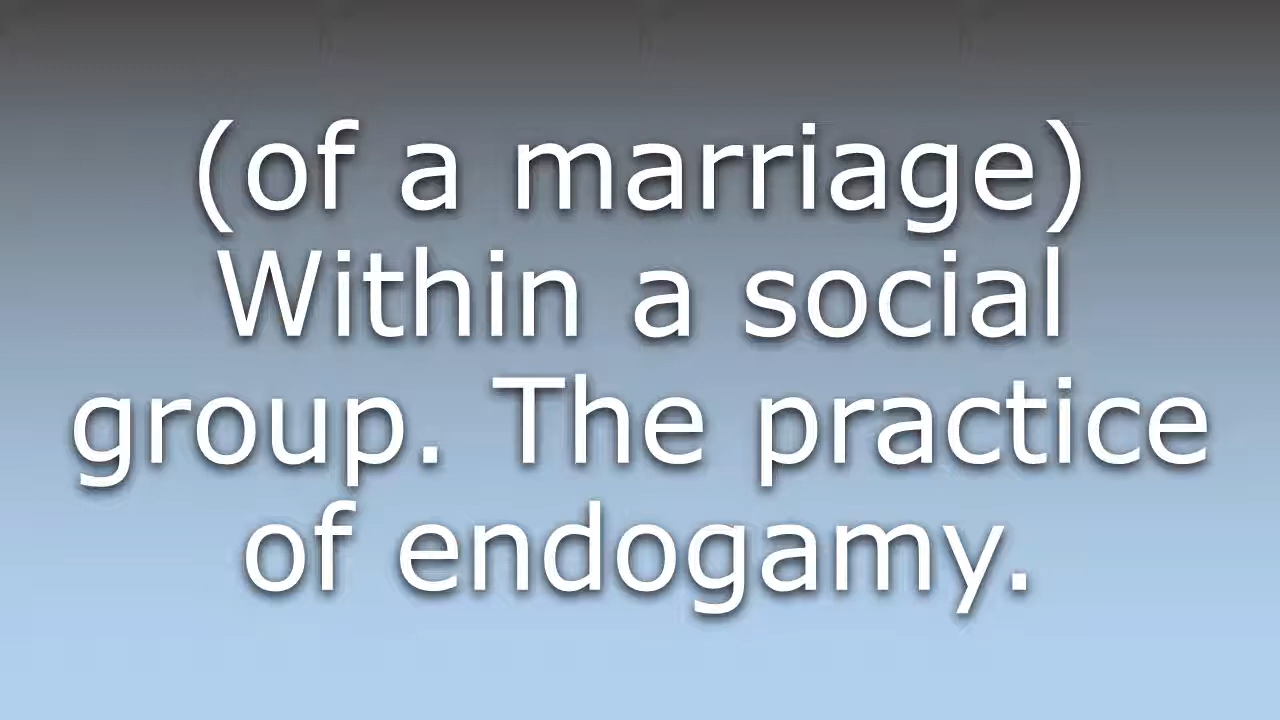 (of a marriage)
Within a social
group. The practice
of endogamy.